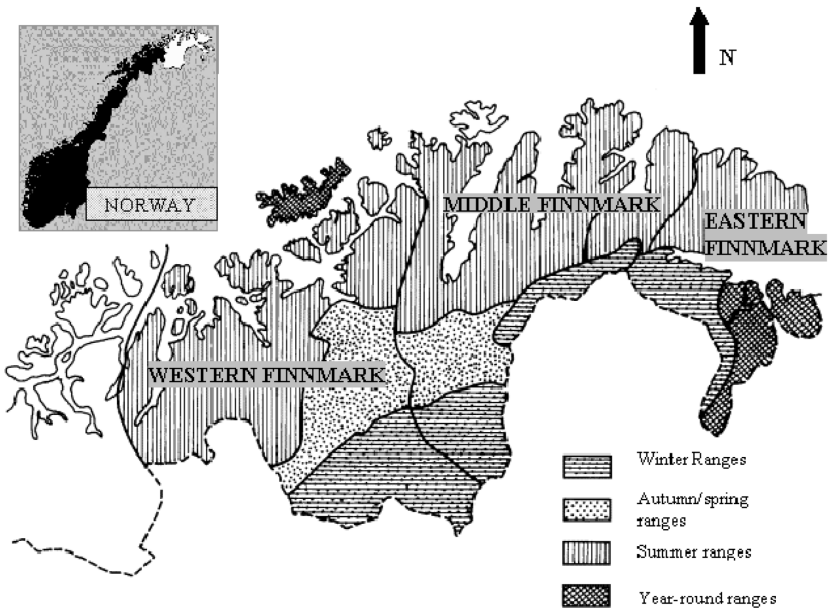 N
NORWAY
MIDDLE FINNMARK
EASTERN
FINNMARK
WESTERN FINNMARK
Winter Ranges
Autumn/spring
ranges
Summer ranges
Year-round ranges